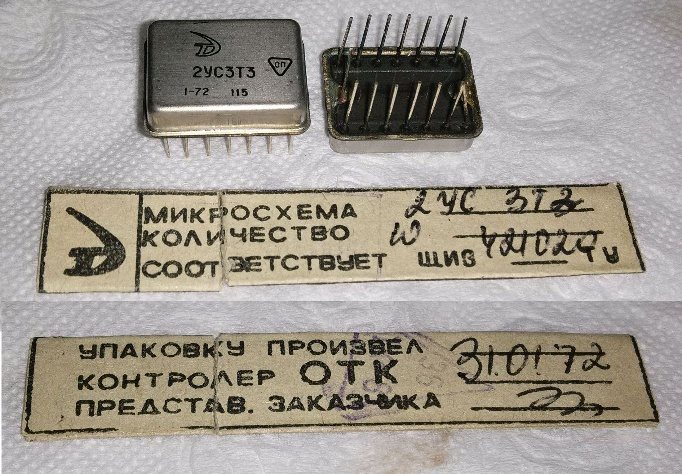 2УС3Т3
ОП
1-72 115
МИКРОСХЕМА 2УС 3Т3
КОЛИЧЕСТВО
СООТВЕТСТВУЕТ ЩИ3
УПАКОВКУ ПРОИЗВЕЛ 31.01.72
КОНТРОЛЕР ОТК
ПРЕДСТАВ. ЗАКАЗЧИКА